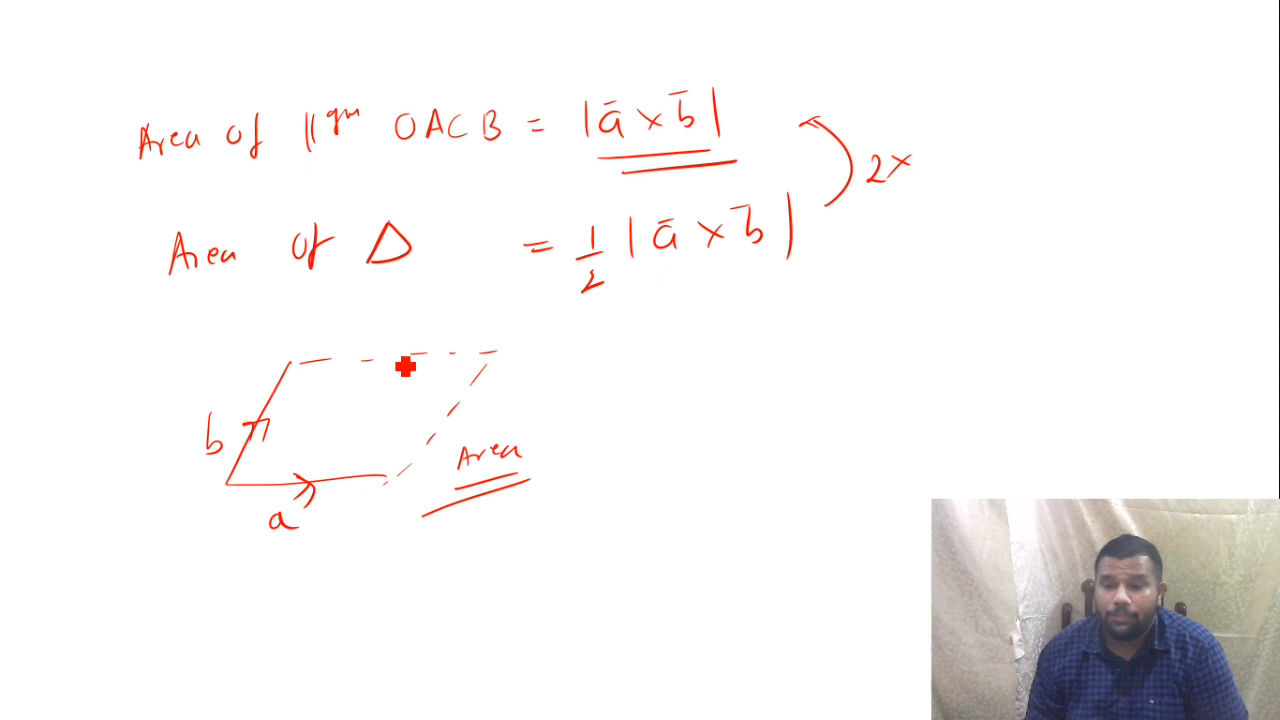 Area of ||gm OACB = |a̅ × b̅|
2×
Area of Δ = 1/2 |a̅ × b̅|
b
Area
a